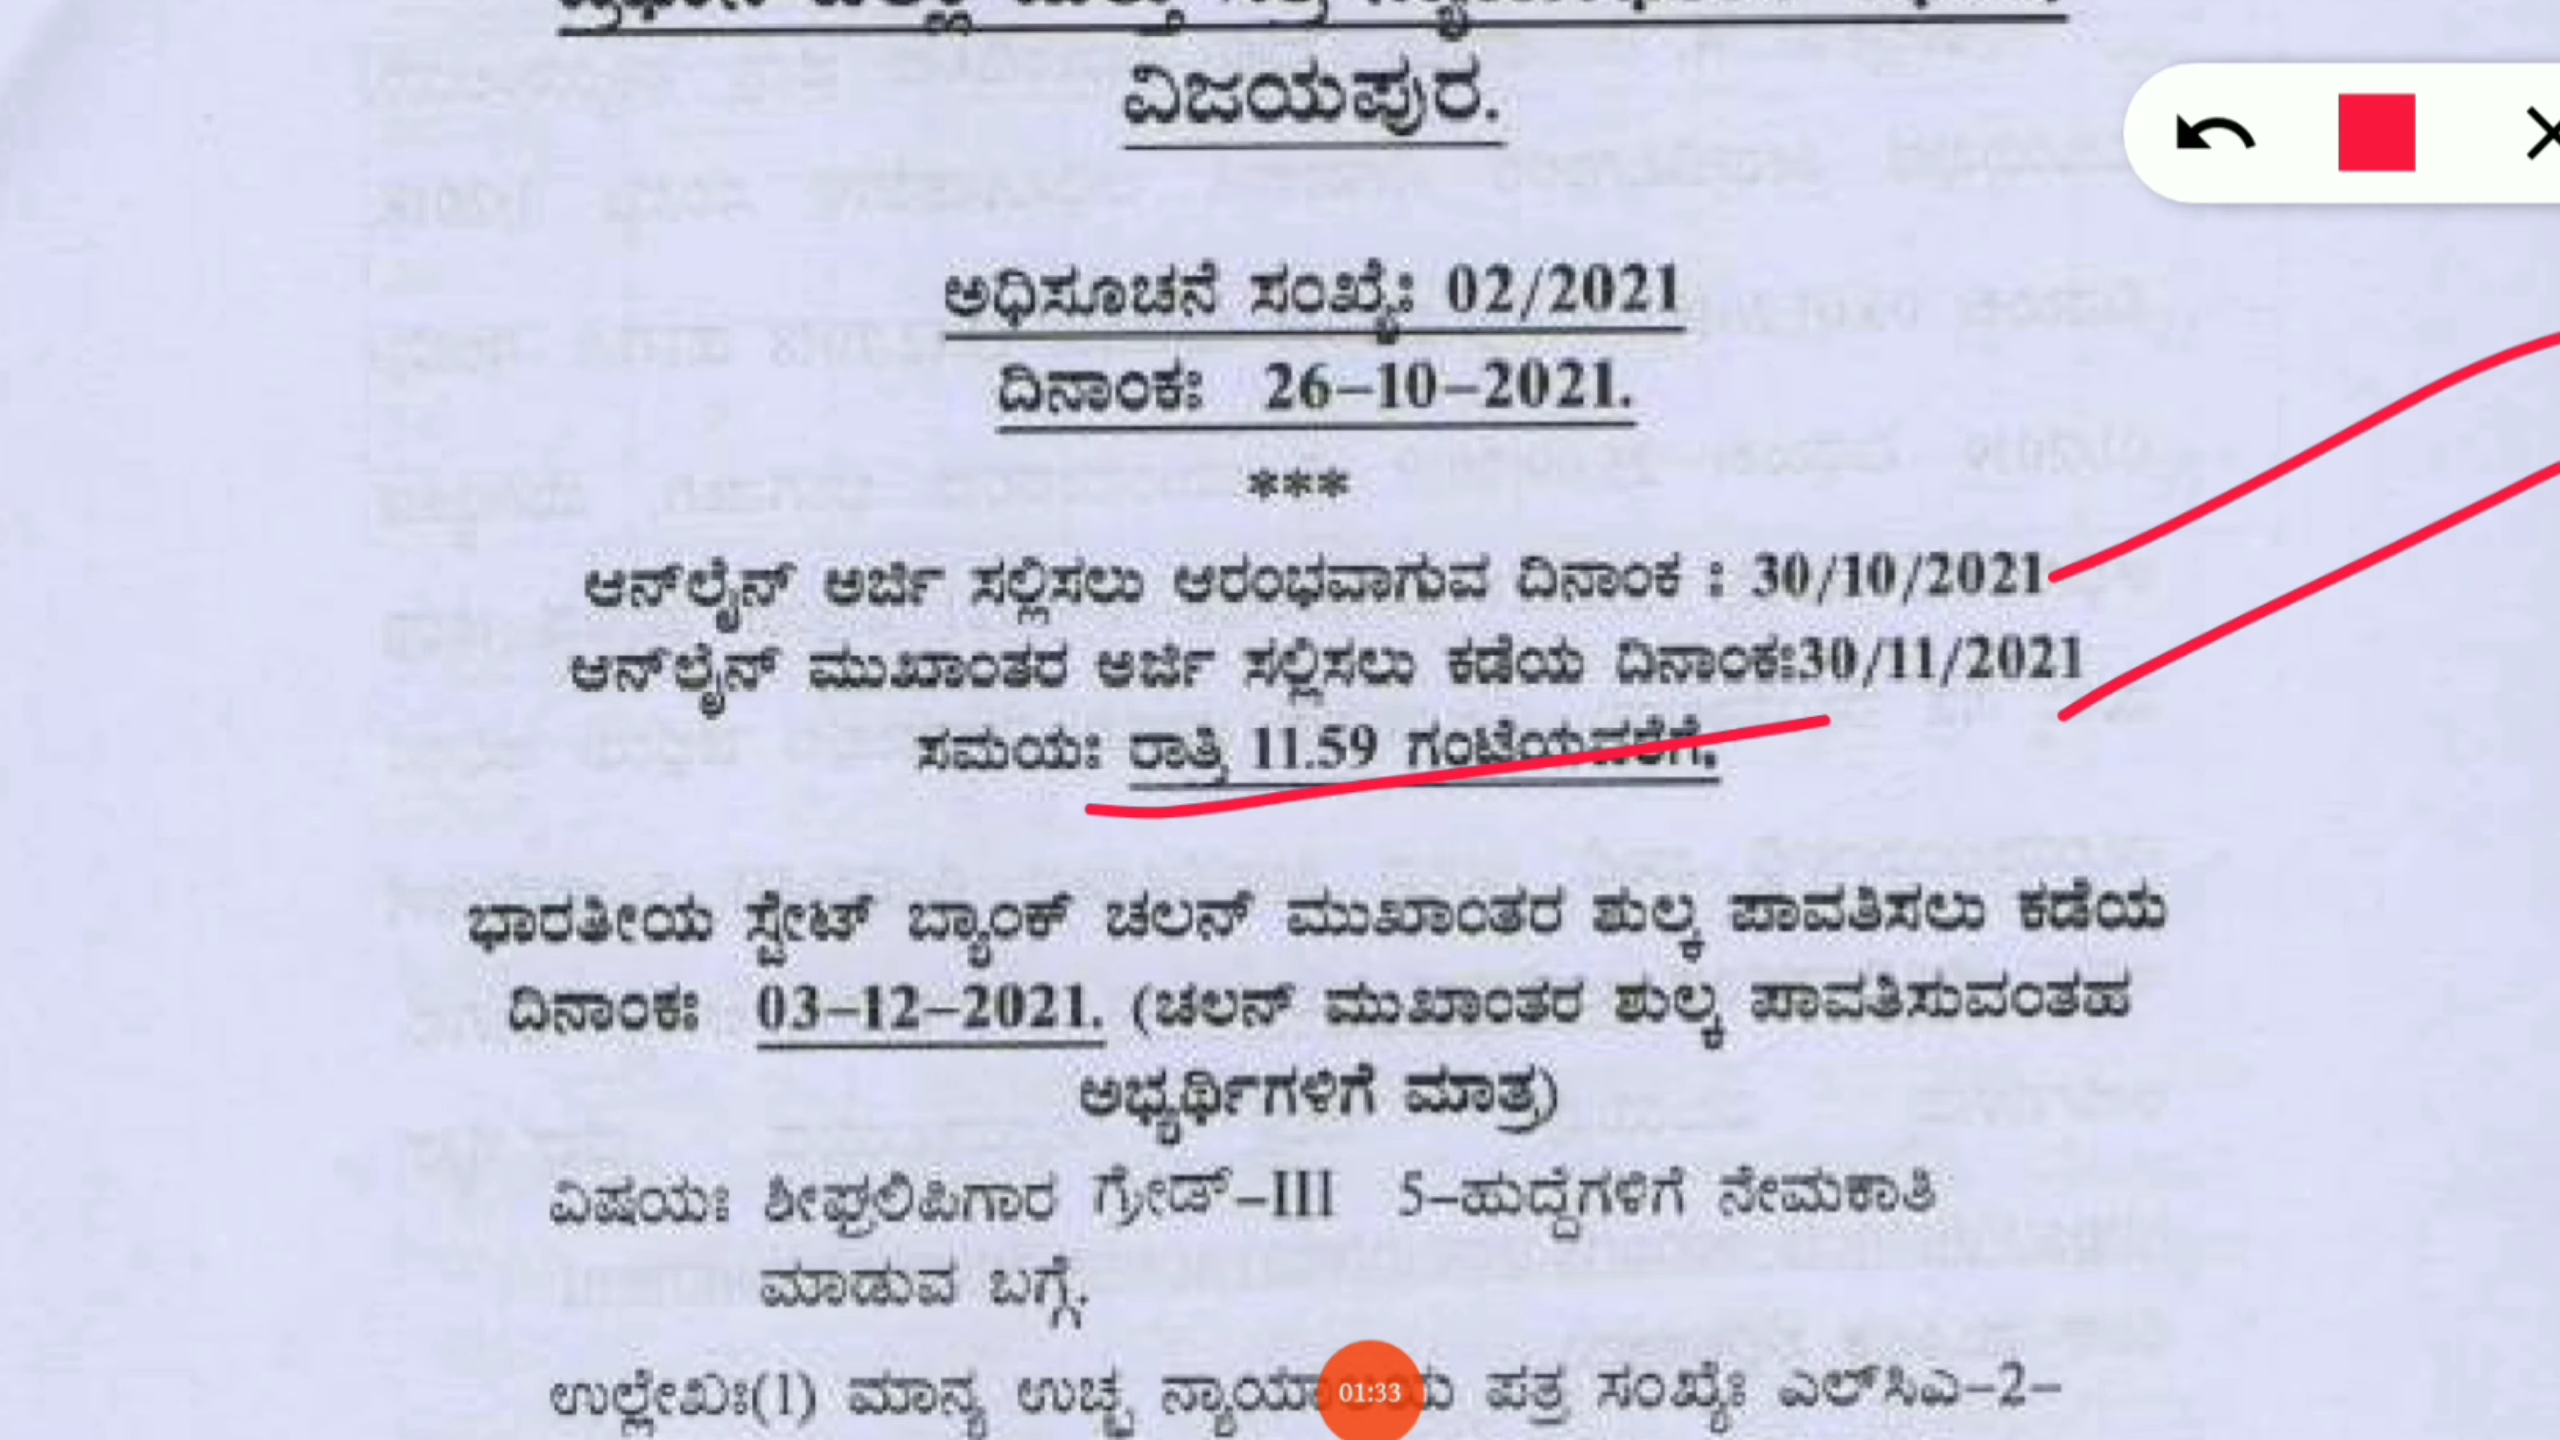 ವಿಜಯಪುರ.
ಅಧಿಸೂಚನೆ ಸಂಖ್ಯೆಃ 02/2021
ದಿನಾಂಕಃ 26–10–2021.
***
ಆನ್‌ಲೈನ್ ಅರ್ಜಿ ಸಲ್ಲಿಸಲು ಆರಂಭವಾಗುವ ದಿನಾಂಕ : 30/10/2021
ಆನ್‌ಲೈನ್ ಮುಖಾಂತರ ಅರ್ಜಿ ಸಲ್ಲಿಸಲು ಕಡೆಯ ದಿನಾಂಕಃ30/11/2021
ಸಮಯಃ ರಾತ್ರಿ 11.59 ಗಂಟೆಯವರೆಗೆ.
ಭಾರತೀಯ ಸ್ಟೇಟ್ ಬ್ಯಾಂಕ್ ಚಲನ್ ಮುಖಾಂತರ ಶುಲ್ಕ ಪಾವತಿಸಲು ಕಡೆಯ
ದಿನಾಂಕಃ 03–12–2021. (ಚಲನ್ ಮುಖಾಂತರ ಶುಲ್ಕ ಪಾವತಿಸುವಂತಹ
ಅಭ್ಯರ್ಥಿಗಳಿಗೆ ಮಾತ್ರ)
ವಿಷಯಃ ಶೀಘ್ರಲಿಪಿಗಾರ ಗ್ರೇಡ್–III 5–ಹುದ್ದೆಗಳಿಗೆ ನೇಮಕಾತಿ
ಮಾಡುವ ಬಗ್ಗೆ.
ಉಲ್ಲೇಖಃ(1) ಮಾನ್ಯ ಉಚ್ಛ ಪತ್ರ ಸಂಖ್ಯೆಃ ಎಲ್‌ಸಿಎ–2–
01:33